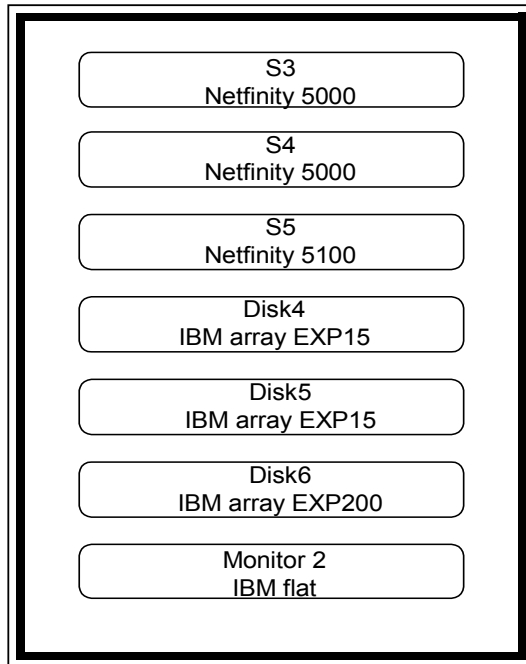 S3
Netfinity 5000
S4
Netfinity 5000
S5
Netfinity 5100
Disk4
IBM array EXP15
Disk5
IBM array EXP15
Disk6
IBM array EXP200
Monitor 2
IBM flat